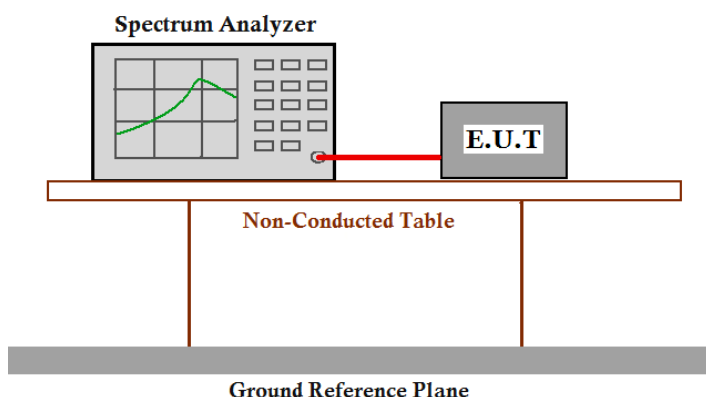 Spectrum Analyzer
E.U.T
Non-Conducted Table
Ground Reference Plane